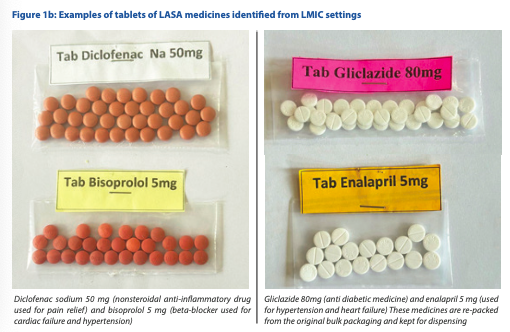 Figure 1b: Examples of tablets of LASA medicines identified from LMIC settings
Tab Diclofenac Na 50mg
Tab Bisoprolol 5mg
Diclofenac sodium 50 mg (nonsteroidal anti-inflammatory drug
used for pain relief) and bisoprolol 5 mg (beta-blocker used for
cardiac failure and hypertension)
Tab Gliclazide 80mg
Tab Enalapril 5mg
Gliclazide 80mg (anti diabetic medicine) and enalapril 5 mg (used
for hypertension and heart failure) These medicines are re-packed
from the original bulk packaging and kept for dispensing